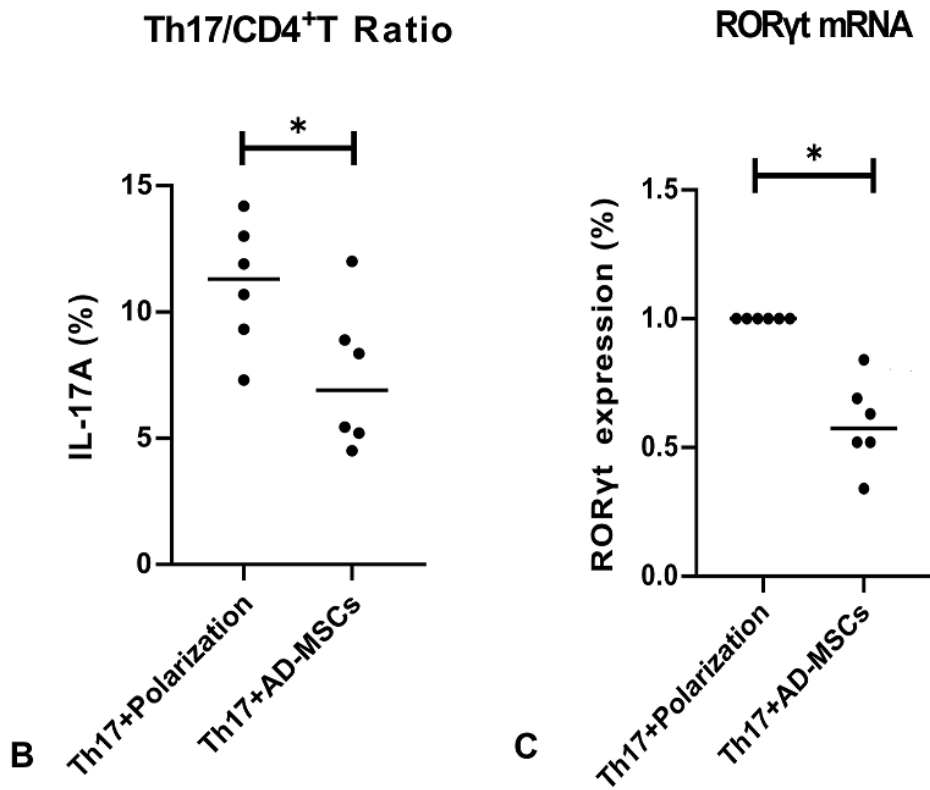 Th17/CD4⁺T Ratio
*
15
10
5
0
IL-17A (%)
Th17+Polarization
Th17+AD-MSCs
B
RORγt mRNA
*
1.5
1.0
0.5
0.0
RORγt expression (%)
Th17+Polarization
Th17+AD-MSCs
C